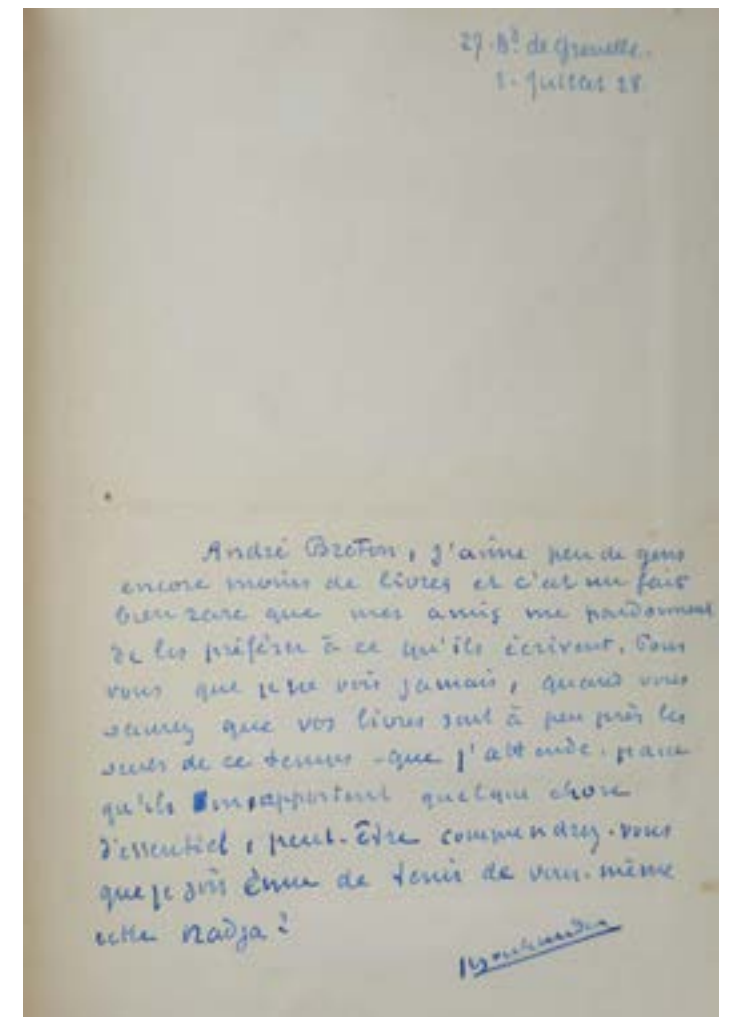 27. Bd de Grenelle.
Juillet 28
André Breton, j'aime peu de gens
encore moins de livres et c'est un fait
bien rare que mes amis me pardonnent
de les préférer à ce qu'ils écrivent. Pour
vous que je ne vois jamais, quand vous
saurez que vos livres sont à peu près les
seuls de ce temps - que j'attende, parce
qu'ils m'apportent quelque chose
d'essentiel, peut-être comprendrez-vous
que je sois émue de tenir de vous-même
cette Nadja ?